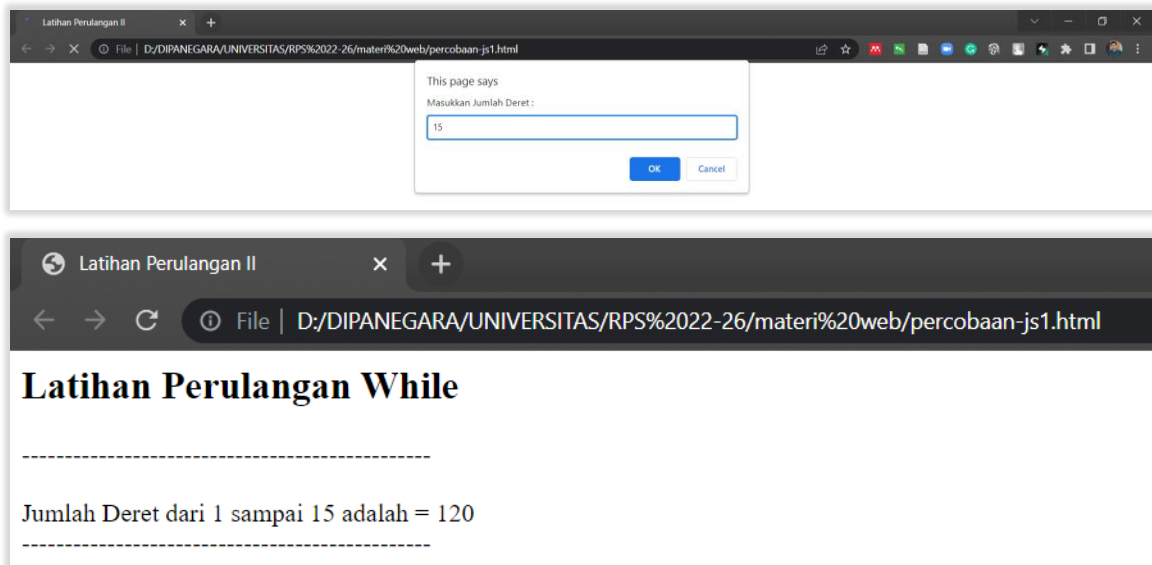 Latihan Perulangan II
File | D:/DIPANEGARA/UNIVERSITAS/RPS%2022-26/materi%20web/percobaan-js1.html
This page says
Masukkan Jumlah Deret :
15
OK Cancel
Latihan Perulangan II
File | D:/DIPANEGARA/UNIVERSITAS/RPS%2022-26/materi%20web/percobaan-js1.html
Latihan Perulangan While
------------------------------------------------
Jumlah Deret dari 1 sampai 15 adalah = 120
------------------------------------------------